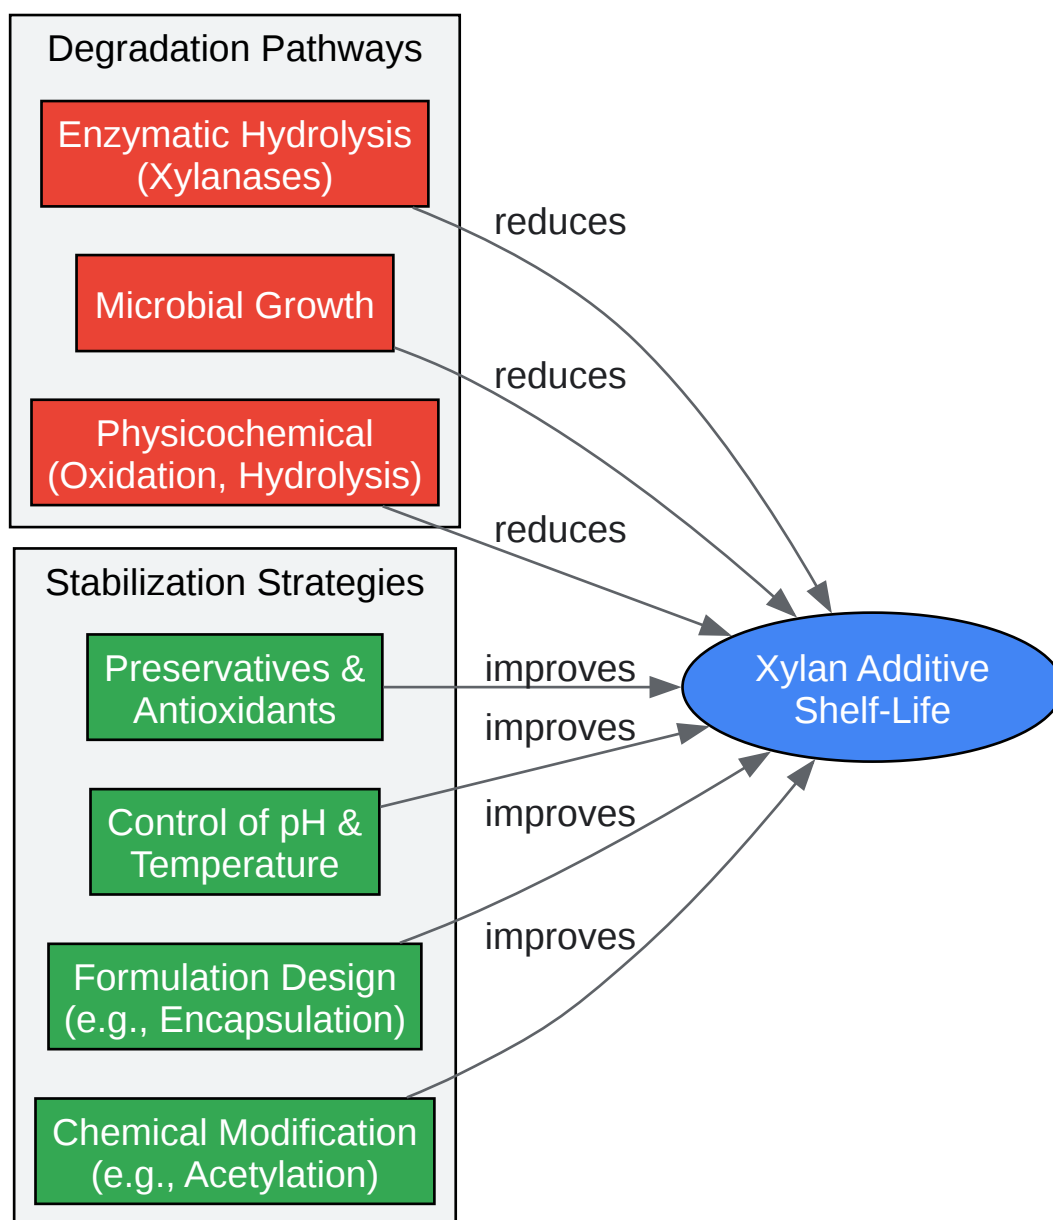 Degradation Pathways
Enzymatic Hydrolysis
(Xylanases)
reduces
Microbial Growth
reduces
Physicochemical
(Oxidation, Hydrolysis)
reduces
Stabilization Strategies
Preservatives &
Antioxidants
improves
Xylan Additive
Shelf-Life
improves
Control of pH &
Temperature
improves
Formulation Design
(e.g., Encapsulation)
improves
Chemical Modification
(e.g., Acetylation)